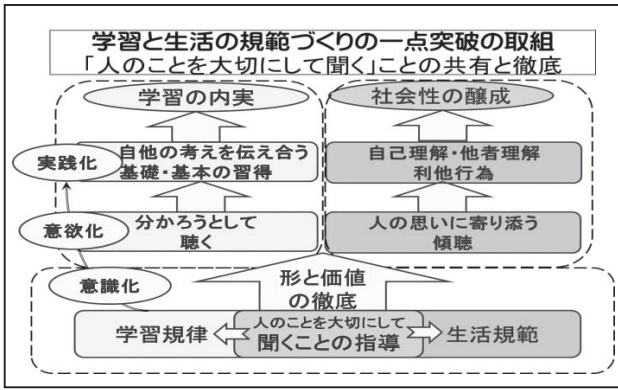 学習と生活の規範づくりの一点突破の取組
「人のことを大切にして聞く」ことの共有と徹底
学習の内実
社会性の醸成
実践化
自他の考えを伝え合う
基礎・基本の習得
自己理解・他者理解
利他行為
意欲化
分かろうとして
聴く
人の思いに寄り添う
傾聴
意識化
形と価値
の徹底
学習規律
人のことを大切にして
聞くことの指導
生活規範